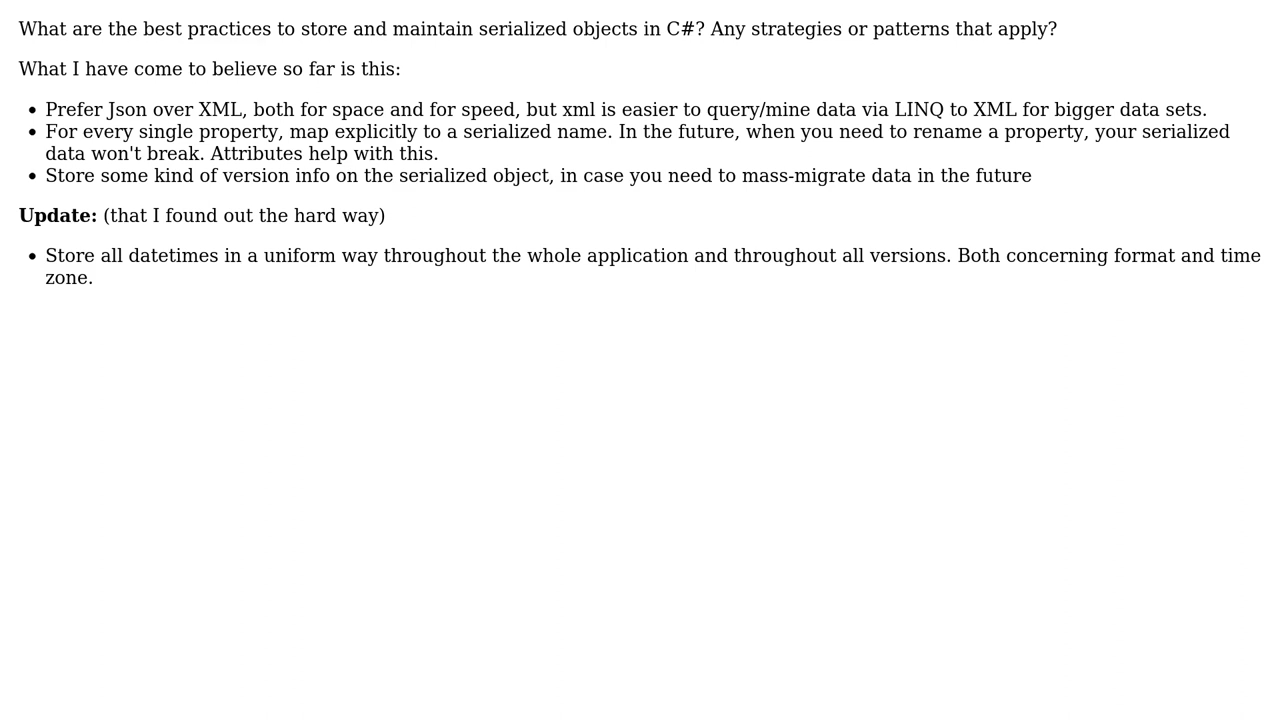 What are the best practices to store and maintain serialized objects in C#? Any strategies or patterns that apply?
What I have come to believe so far is this:
• Prefer Json over XML, both for space and for speed, but xml is easier to query/mine data via LINQ to XML for bigger data sets.
• For every single property, map explicitly to a serialized name. In the future, when you need to rename a property, your serialized
data won't break. Attributes help with this.
• Store some kind of version info on the serialized object, in case you need to mass-migrate data in the future
Update: (that I found out the hard way)
• Store all datetimes in a uniform way throughout the whole application and throughout all versions. Both concerning format and time
zone.